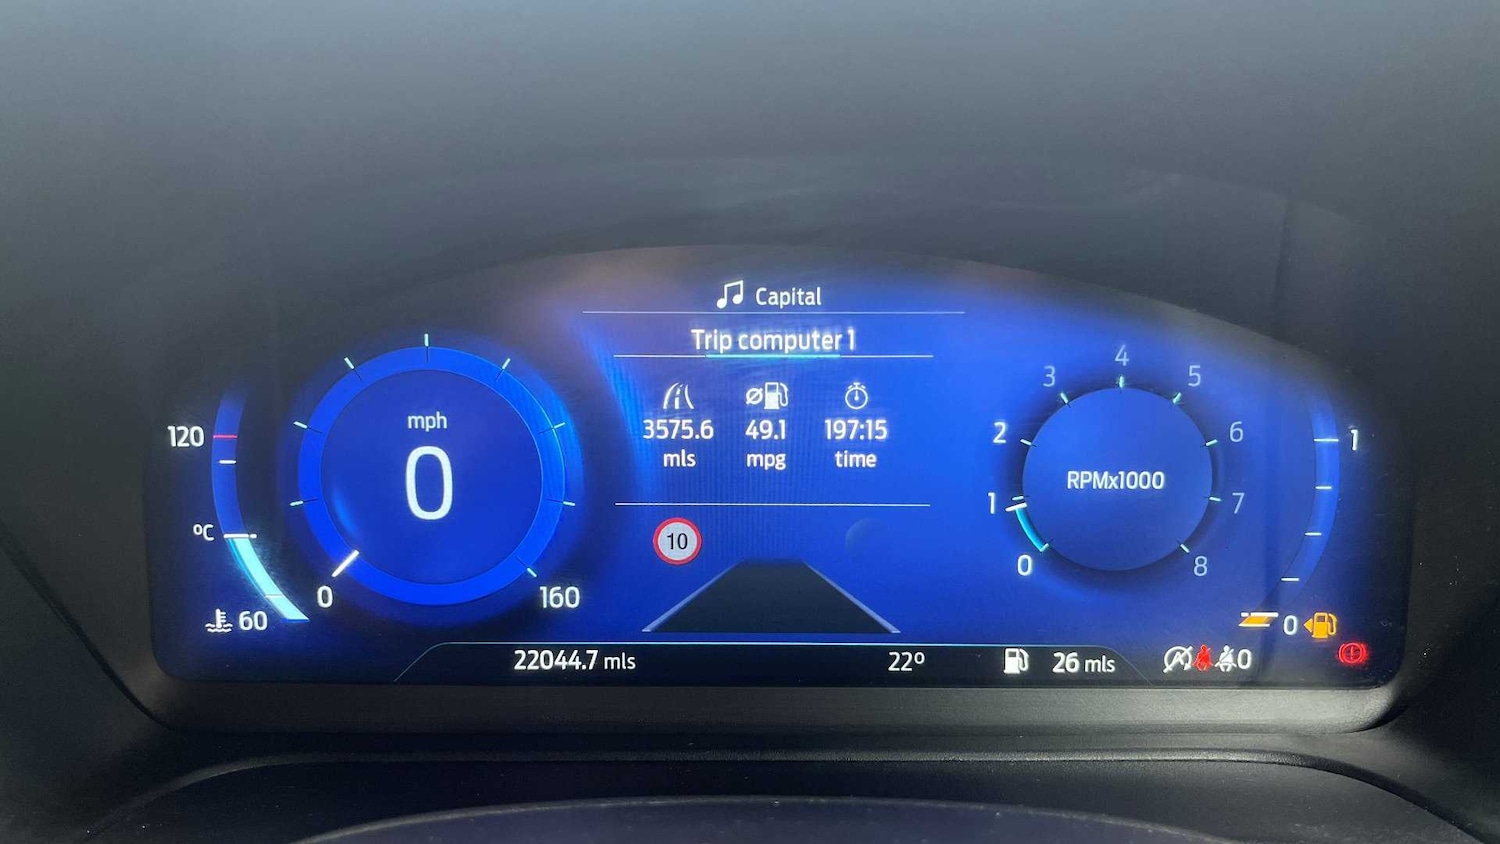 Capital
Trip computer 1
3575.6 49.1 197:15
mls mpg time
10
120
°C
60
mph
0
0 160
RPMx1000
0 1 2 3 4 5 6 7 8
1
0
22044.7 mls 22° 26 mls 0